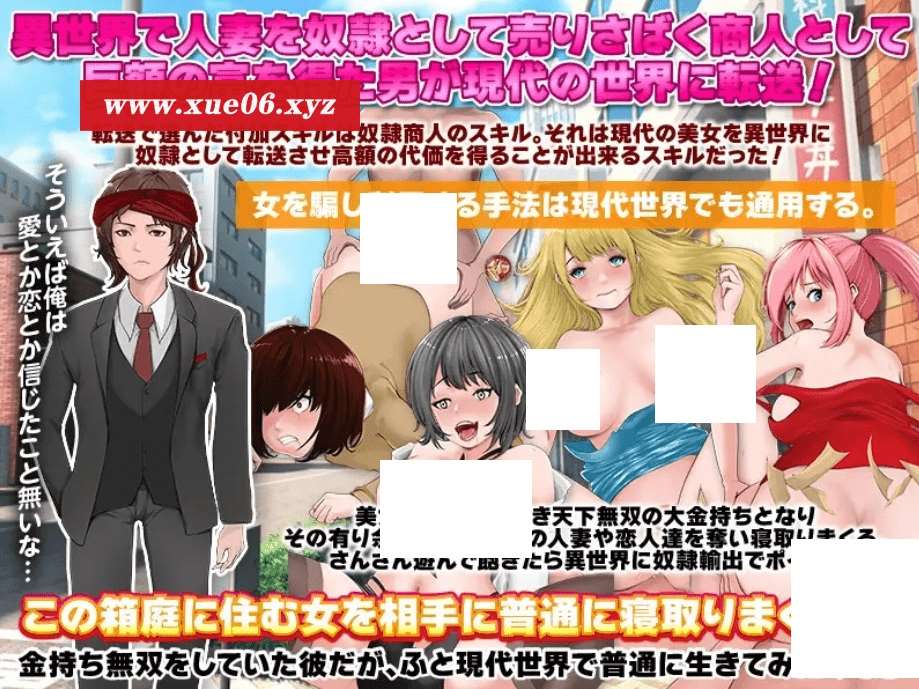 異世界で人妻を奴隷として売りさばく商人として
巨額の富を得た男が現代の世界に転送!
www.xue06.xyz
転送で選んだ付加スキルは奴隷商人のスキル。それは現代の美女を異世界に
奴隷として転送させ高額の代価を得ることが出来るスキルだった!
女を騙し
る手法は現代世界でも通用する。
そういえば俺は
愛とか恋とか信じたこと無いな…
美
き天下無双の大金持ちとなり
その有り
の人妻や恋人達を奪い寝取りまくる
さんざん遊んで飽きたら異世界に奴隷輸出でポイ
この箱庭に住む女を相手に普通に寝取りまく
金持ち無双をしていた彼だが、ふと現代世界で普通に生きてみ